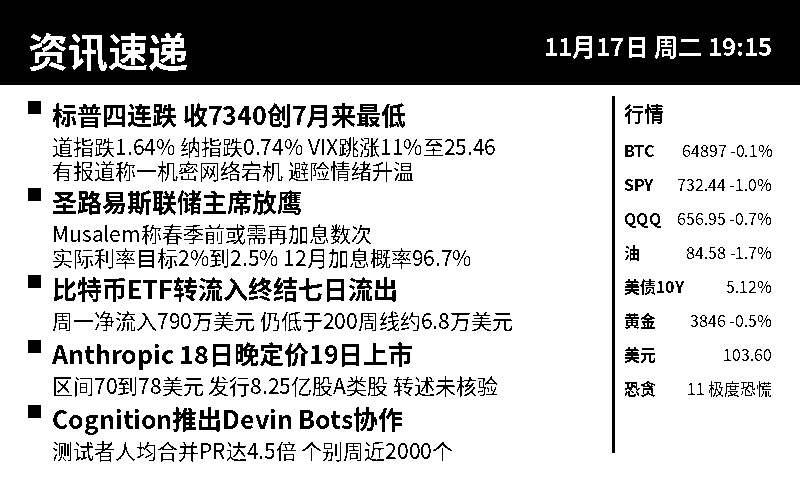 资讯速递
11月17日 周二 19:15
标普四连跌 收7340创7月来最低
道指跌1.64% 纳指跌0.74% VIX跳涨11%至25.46
有报道称一机密网络宕机 避险情绪升温
圣路易斯联储主席放鹰
Musalem称春季前或需再加息数次
实际利率目标2%到2.5% 12月加息概率96.7%
比特币ETF转流入终结七日流出
周一净流入790万美元 仍低于200周线约6.8万美元
Anthropic 18日晚定价19日上市
区间70到78美元 发行8.25亿股A类股 转述未核验
Cognition推出Devin Bots协作
测试者人均合并PR达4.5倍 个别周近2000个
行情
BTC 64897 -0.1%
SPY 732.44 -1.0%
QQQ 656.95 -0.7%
油 84.58 -1.7%
美债10Y 5.12%
黄金 3846 -0.5%
美元 103.60
恐贪 11 极度恐慌